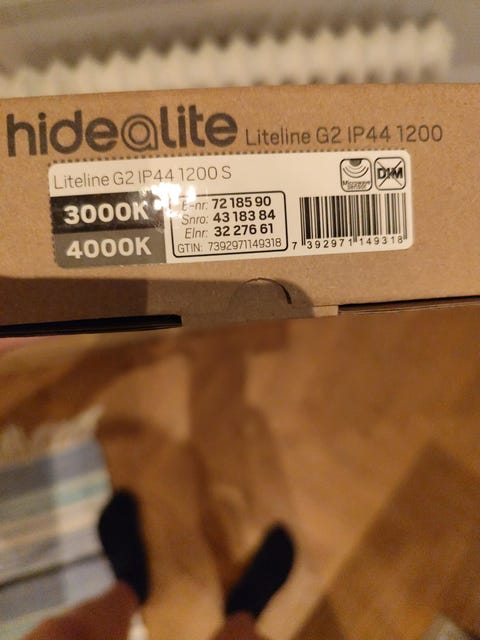 hidealite Liteline G2 IP44 1200
Liteline G2 IP44 1200 S
3000K
4000K
E-nr: 72 185 90
Snro: 43 183 84
Elnr: 32 276 61
GTIN: 7392971149318
DIM
7 392971 149318